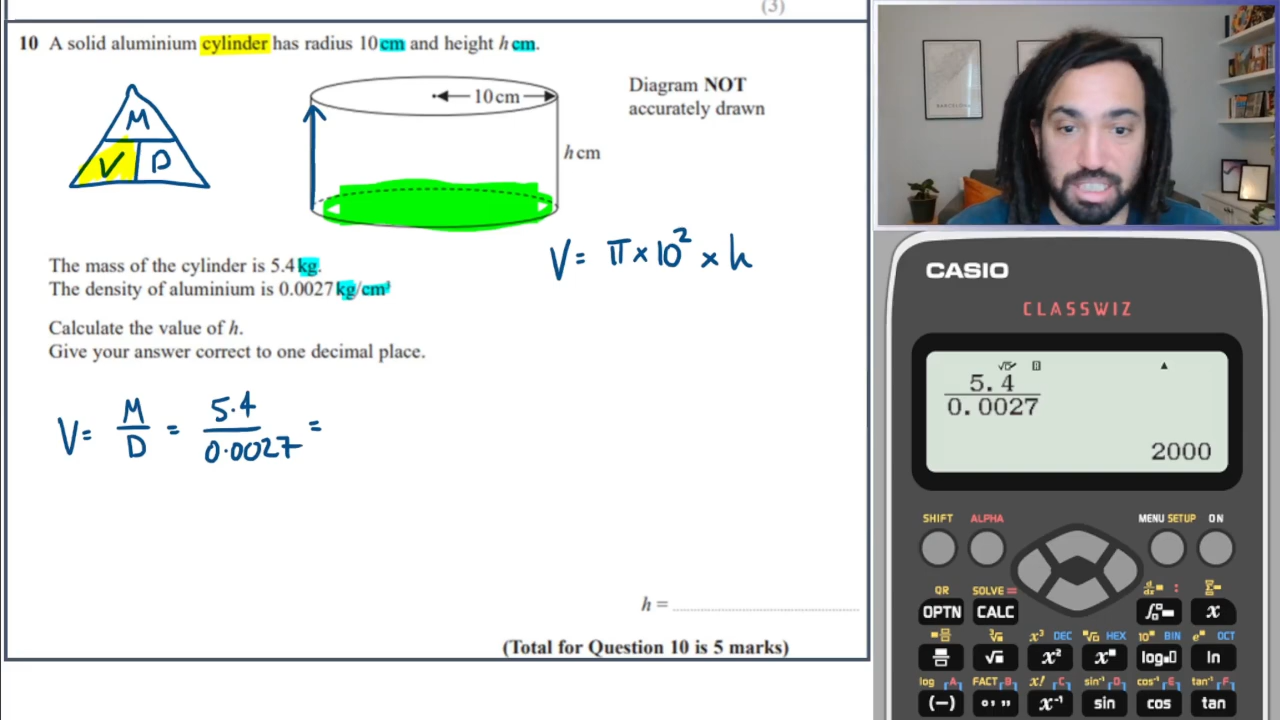 (3)
10 A solid aluminium cylinder has radius 10 cm and height h cm.
M
V D
10 cm
Diagram NOT
accurately drawn
h cm
V = π × 10² × h
The mass of the cylinder is 5.4 kg.
The density of aluminium is 0.0027 kg/cm³
Calculate the value of h.
Give your answer correct to one decimal place.
V = M/D = 5.4/0.0027 =
h = ........................
(Total for Question 10 is 5 marks)
CASIO
CLASSWIZ
5.4
0.0027
2000
SHIFT ALPHA MENU SETUP ON
QR SOLVE =
OPTN CALC x
x³ DEC HEX 10■ BIN e■ OCT
√■ x² x■ log ln
log A FACT B x! C sin⁻¹ D cos⁻¹ E tan⁻¹ F
(−) x⁻¹ sin cos tan